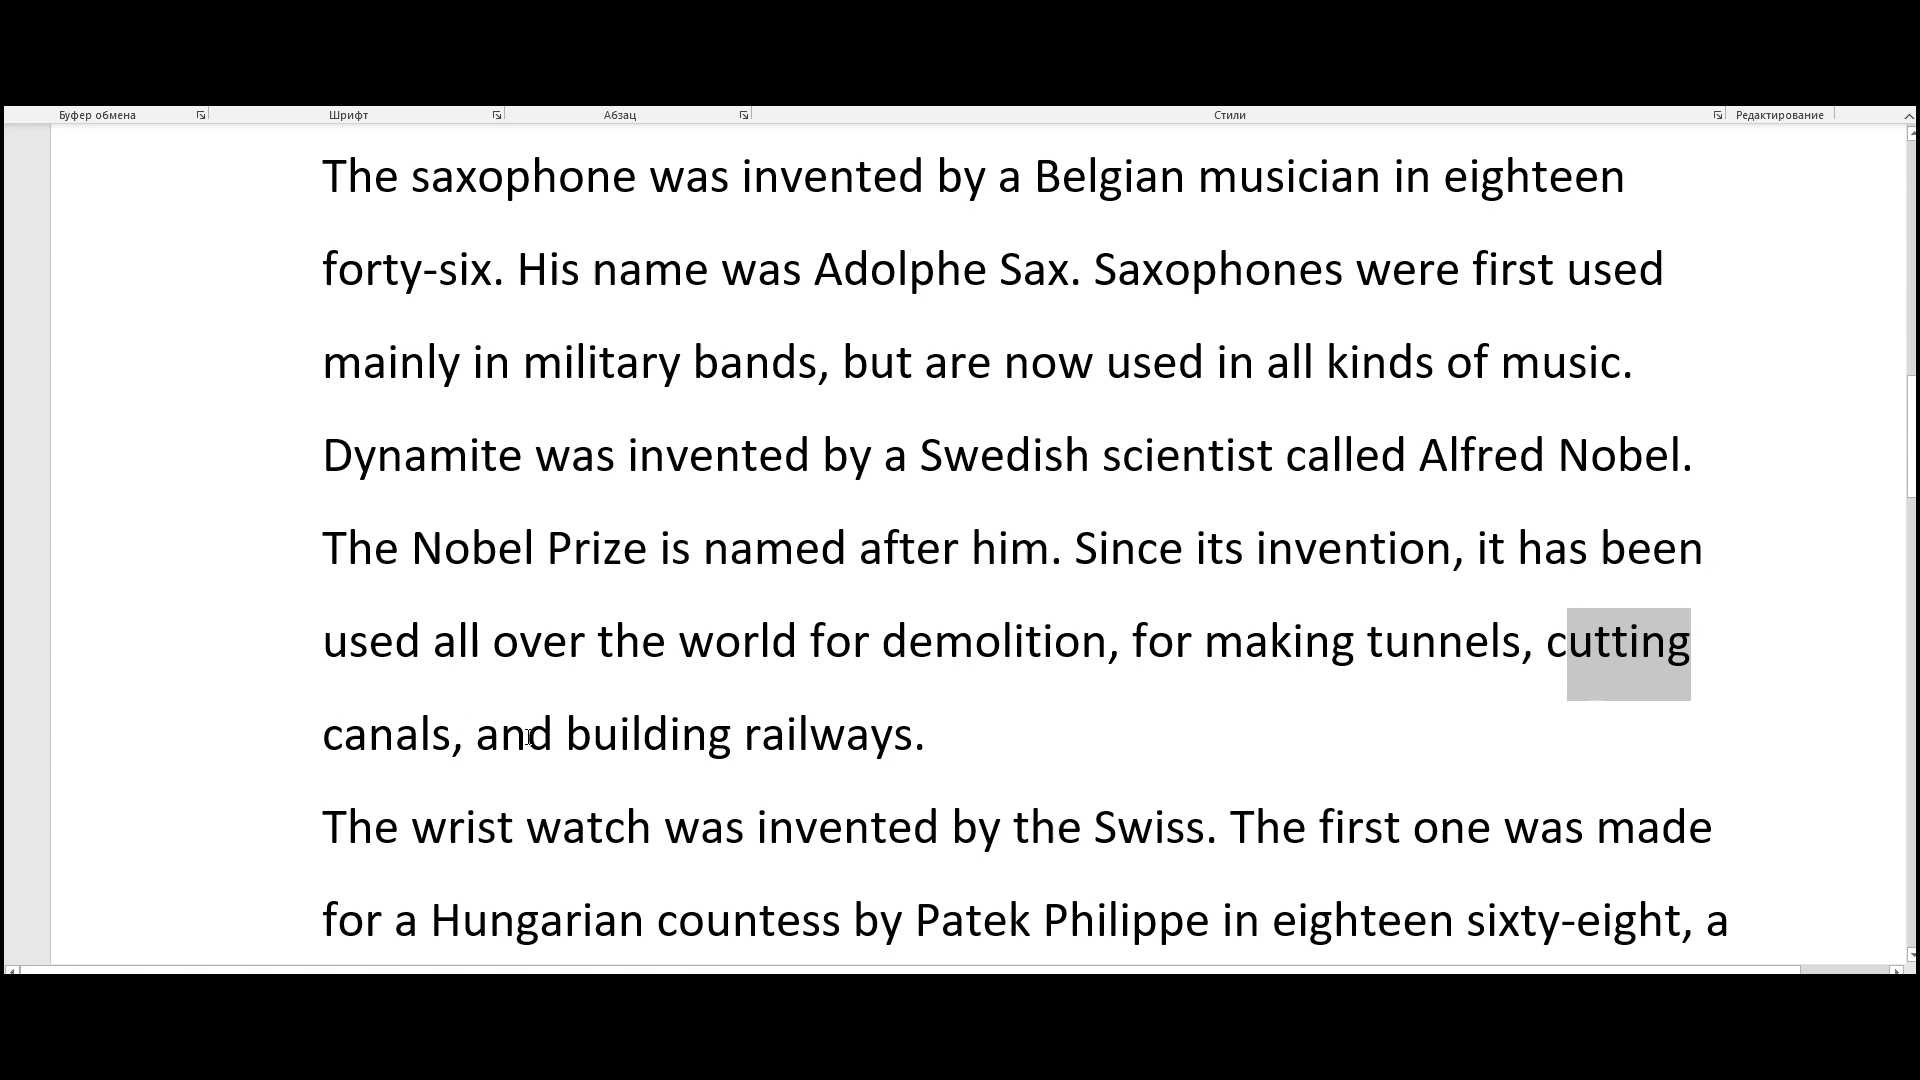 Буфер обмена Шрифт Абзац Стили Редактирование
The saxophone was invented by a Belgian musician in eighteen
forty-six. His name was Adolphe Sax. Saxophones were first used
mainly in military bands, but are now used in all kinds of music.
Dynamite was invented by a Swedish scientist called Alfred Nobel.
The Nobel Prize is named after him. Since its invention, it has been
used all over the world for demolition, for making tunnels, cutting
canals, and building railways.
The wrist watch was invented by the Swiss. The first one was made
for a Hungarian countess by Patek Philippe in eighteen sixty-eight, a